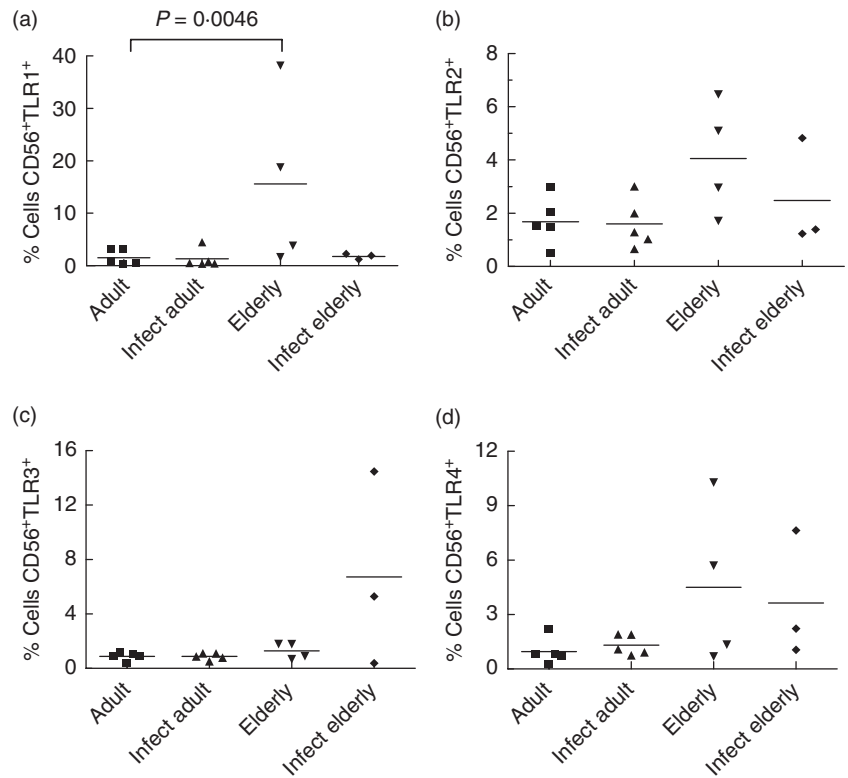 (a)
P = 0·0046
% Cells CD56+TLR1+
40
30
20
10
0
Adult
Infect adult
Elderly
Infect elderly
(b)
% Cells CD56+TLR2+
8
6
4
2
0
Adult
Infect adult
Elderly
Infect elderly
(c)
% Cells CD56+TLR3+
16
12
8
4
0
Adult
Infect adult
Elderly
Infect elderly
(d)
% Cells CD56+TLR4+
12
9
6
3
0
Adult
Infect adult
Elderly
Infect elderly